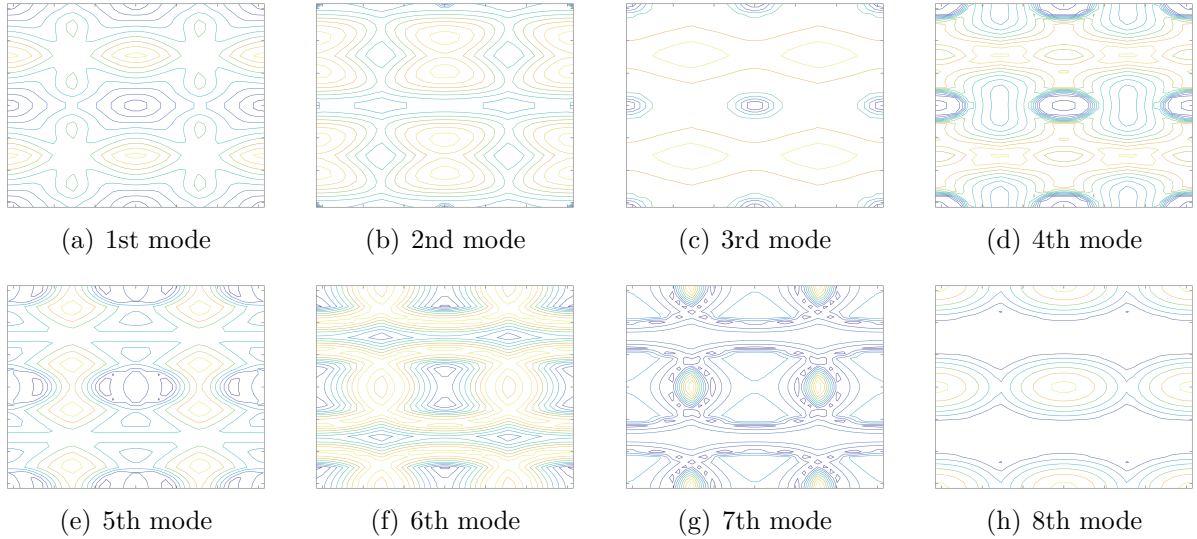 (a) 1st mode
(b) 2nd mode
(c) 3rd mode
(d) 4th mode
(e) 5th mode
(f) 6th mode
(g) 7th mode
(h) 8th mode